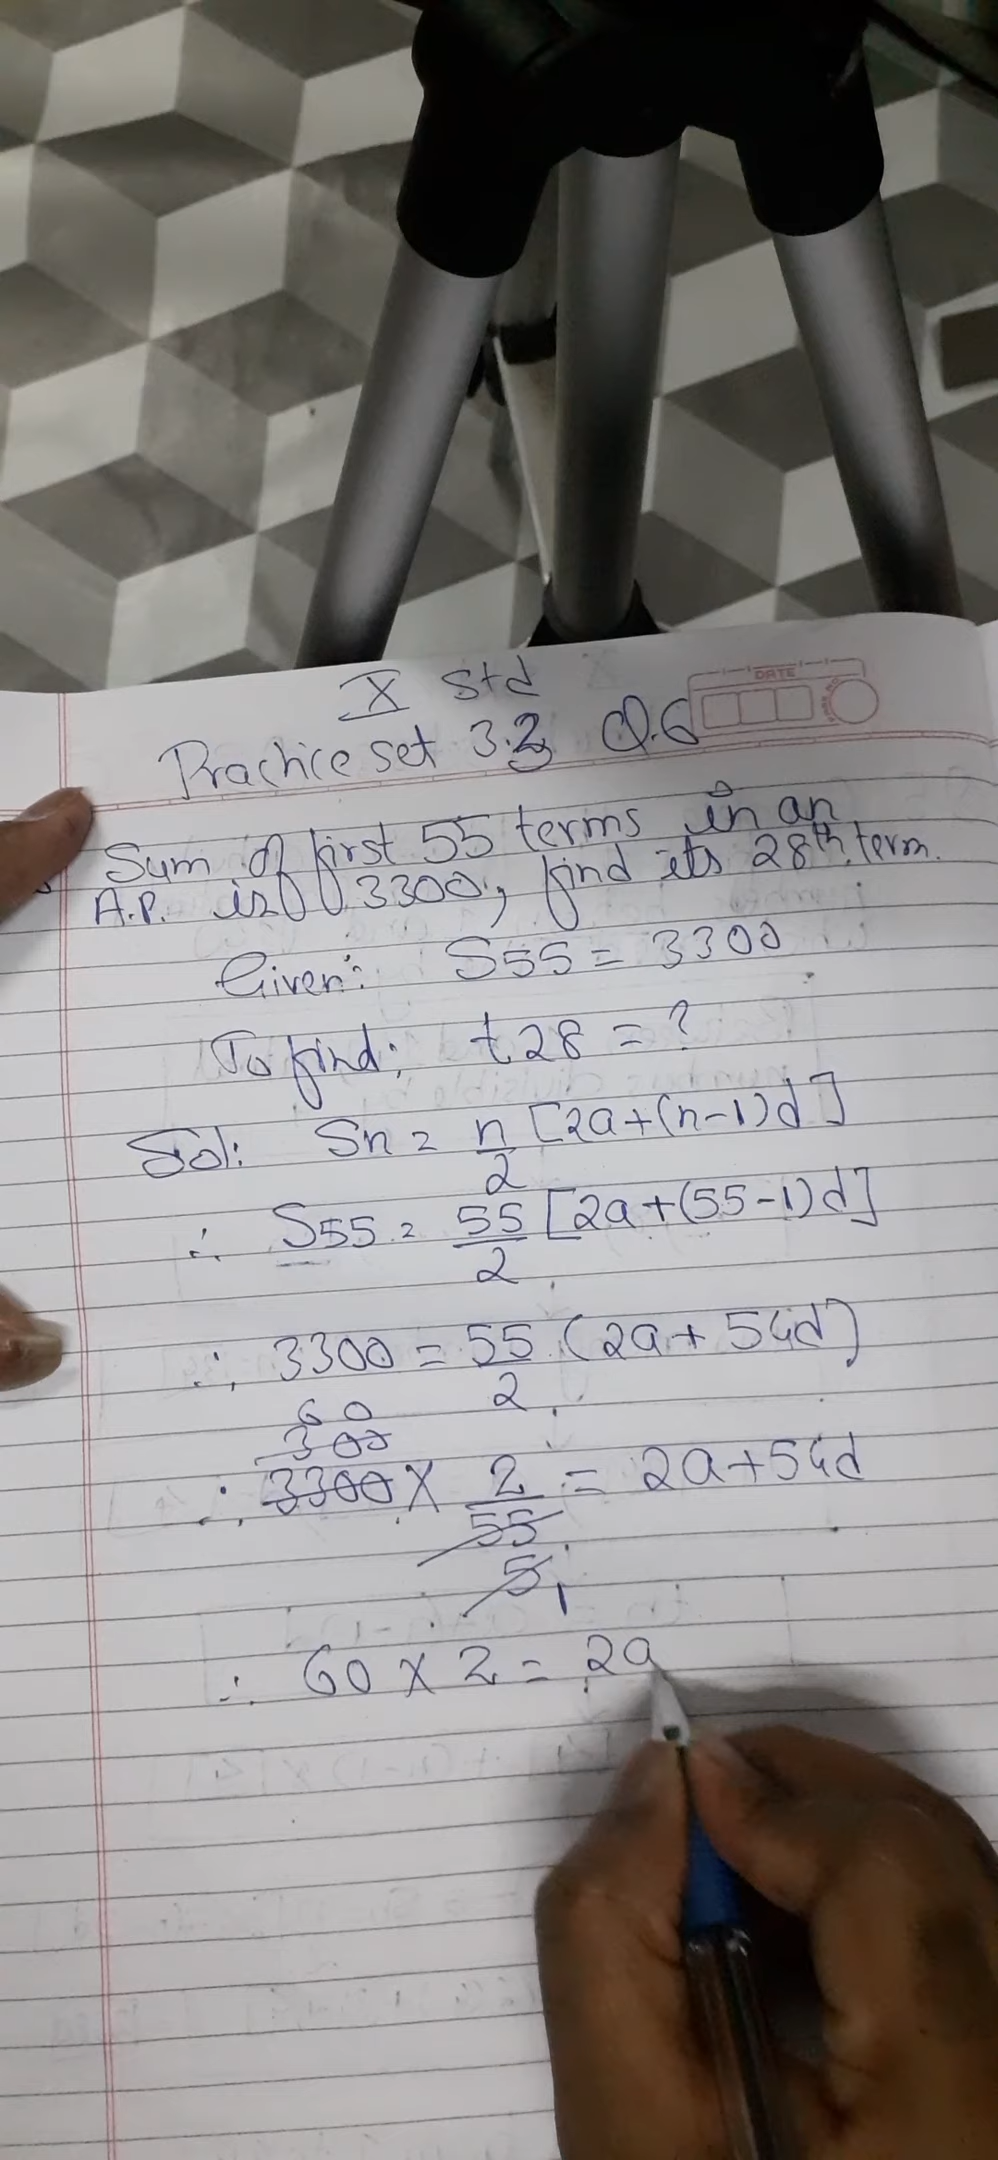 X std
DATE
Practice set 3.3 Q.6
Sum of first 55 terms in an
A.P. is 3300, find its 28th term.
Given: S55 = 3300
To find: t28 = ?
Sol: Sn = n/2 [2a+(n-1)d]
∴ S55 = 55/2 [2a+(55-1)d]
∴ 3300 = 55/2 (2a+54d)
60
300
∴ 3300 × 2/55 = 2a+54d
5 1
∴ 60 × 2 = 2a